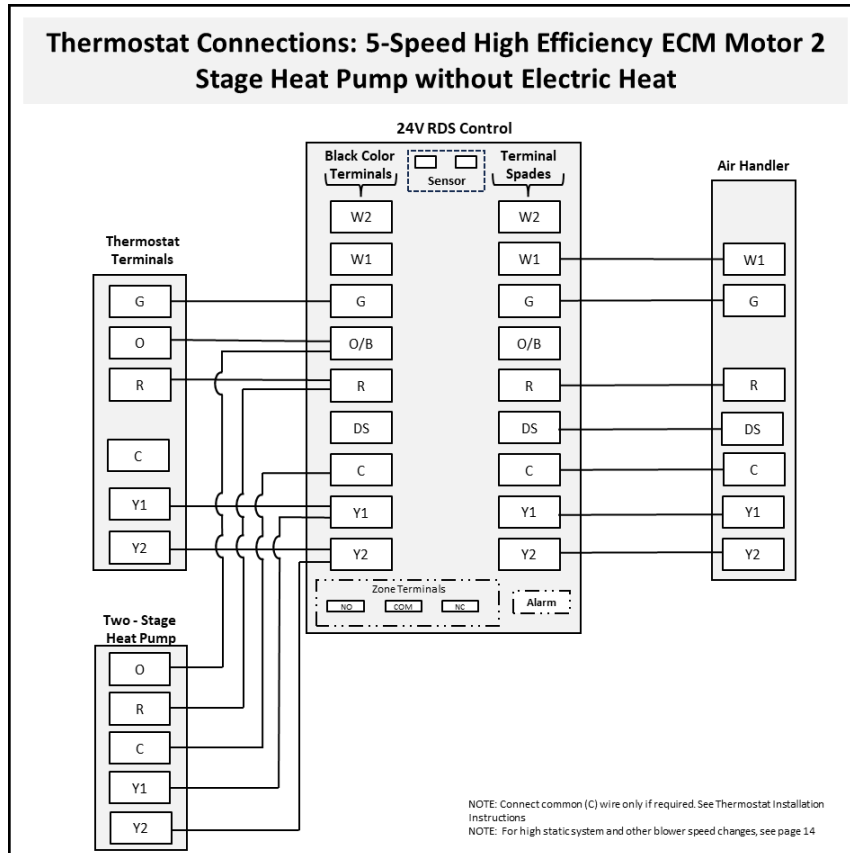 Thermostat Connections: 5-Speed High Efficiency ECM Motor 2
Stage Heat Pump without Electric Heat
24V RDS Control
Black Color
Terminals
Sensor
Terminal
Spades
Air Handler
Thermostat
Terminals
G
O
R
C
Y1
Y2
W2
W1
G
O/B
R
DS
C
Y1
Y2
W2
W1
G
O/B
R
DS
C
Y1
Y2
W1
G
R
DS
C
Y1
Y2
Zone Terminals
NO
COM
NC
Alarm
Two - Stage
Heat Pump
O
R
C
Y1
Y2
NOTE: Connect common (C) wire only if required. See Thermostat Installation
Instructions
NOTE: For high static system and other blower speed changes, see page 14